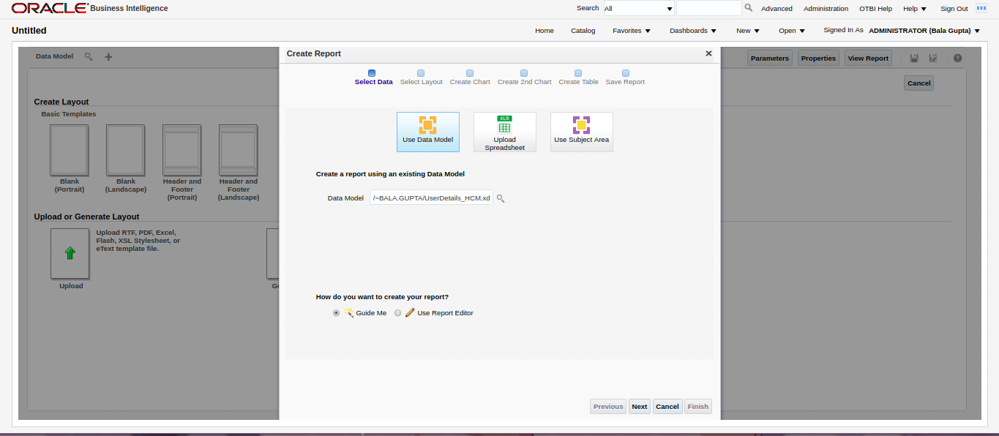 ORACLE Business Intelligence
Search All Advanced Administration OTBI Help Help Sign Out
Untitled
Home Catalog Favorites Dashboards New Open Signed In As ADMINISTRATOR (Bala Gupta)
Data Model
Create Report
Parameters Properties View Report
Select Data Select Layout Create Chart Create 2nd Chart Create Table Save Report
Cancel
Create Layout
Basic Templates
Blank
(Portrait)
Blank
(Landscape)
Header and
Footer
(Portrait)
Header and
Footer
(Landscape)
Upload or Generate Layout
Upload RTF, PDF, Excel,
Flash, XSL Stylesheet, or
eText template file.
Upload
Use Data Model
XLS
Upload
Spreadsheet
Use Subject Area
Create a report using an existing Data Model
Data Model /~BALA.GUPTA/UserDetails_HCM.xd
How do you want to create your report?
Guide Me Use Report Editor
Previous Next Cancel Finish